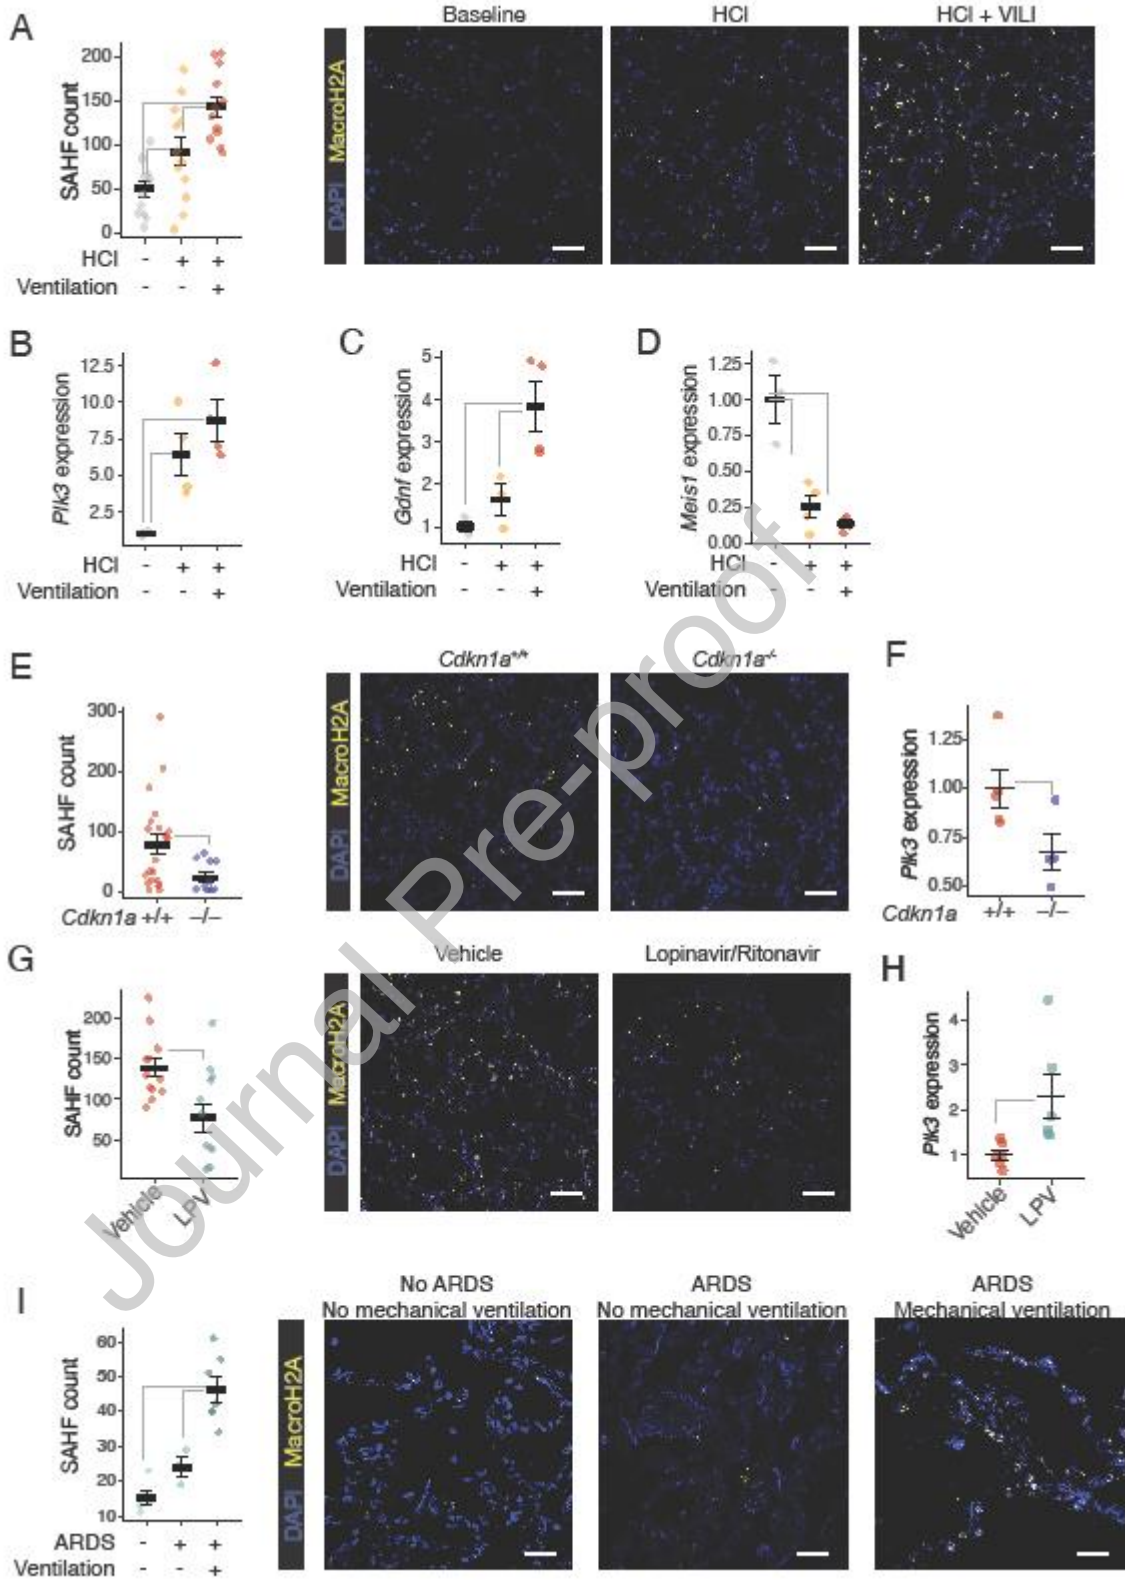 A
SAHF count
200
150
100
50
0
HCl - + +
Ventilation - - +
DAPI MacroH2A
Baseline
HCl
HCl + VILI
B
Plk3 expression
12.5
10.0
7.5
5.0
2.5
HCl - + +
Ventilation - - +
C
Gdnf expression
5
4
3
2
1
HCl - + +
Ventilation - - +
D
Meis1 expression
1.25
1.00
0.75
0.50
0.25
0.00
HCl - + +
Ventilation - - +
E
SAHF count
300
200
100
0
Cdkn1a +/+ –/–
DAPI MacroH2A
Cdkn1a+/+
Cdkn1a-/-
F
Plk3 expression
1.25
1.00
0.75
0.50
Cdkn1a +/+ –/–
G
SAHF count
200
150
100
50
Vehicle
LPV
DAPI MacroH2A
Vehicle
Lopinavir/Ritonavir
H
Plk3 expression
4
3
2
1
Vehicle
LPV
I
SAHF count
60
50
40
30
20
10
ARDS - + +
Ventilation - - +
DAPI MacroH2A
No ARDS
No mechanical ventilation
ARDS
No mechanical ventilation
ARDS
Mechanical ventilation
Journal Pre-proof